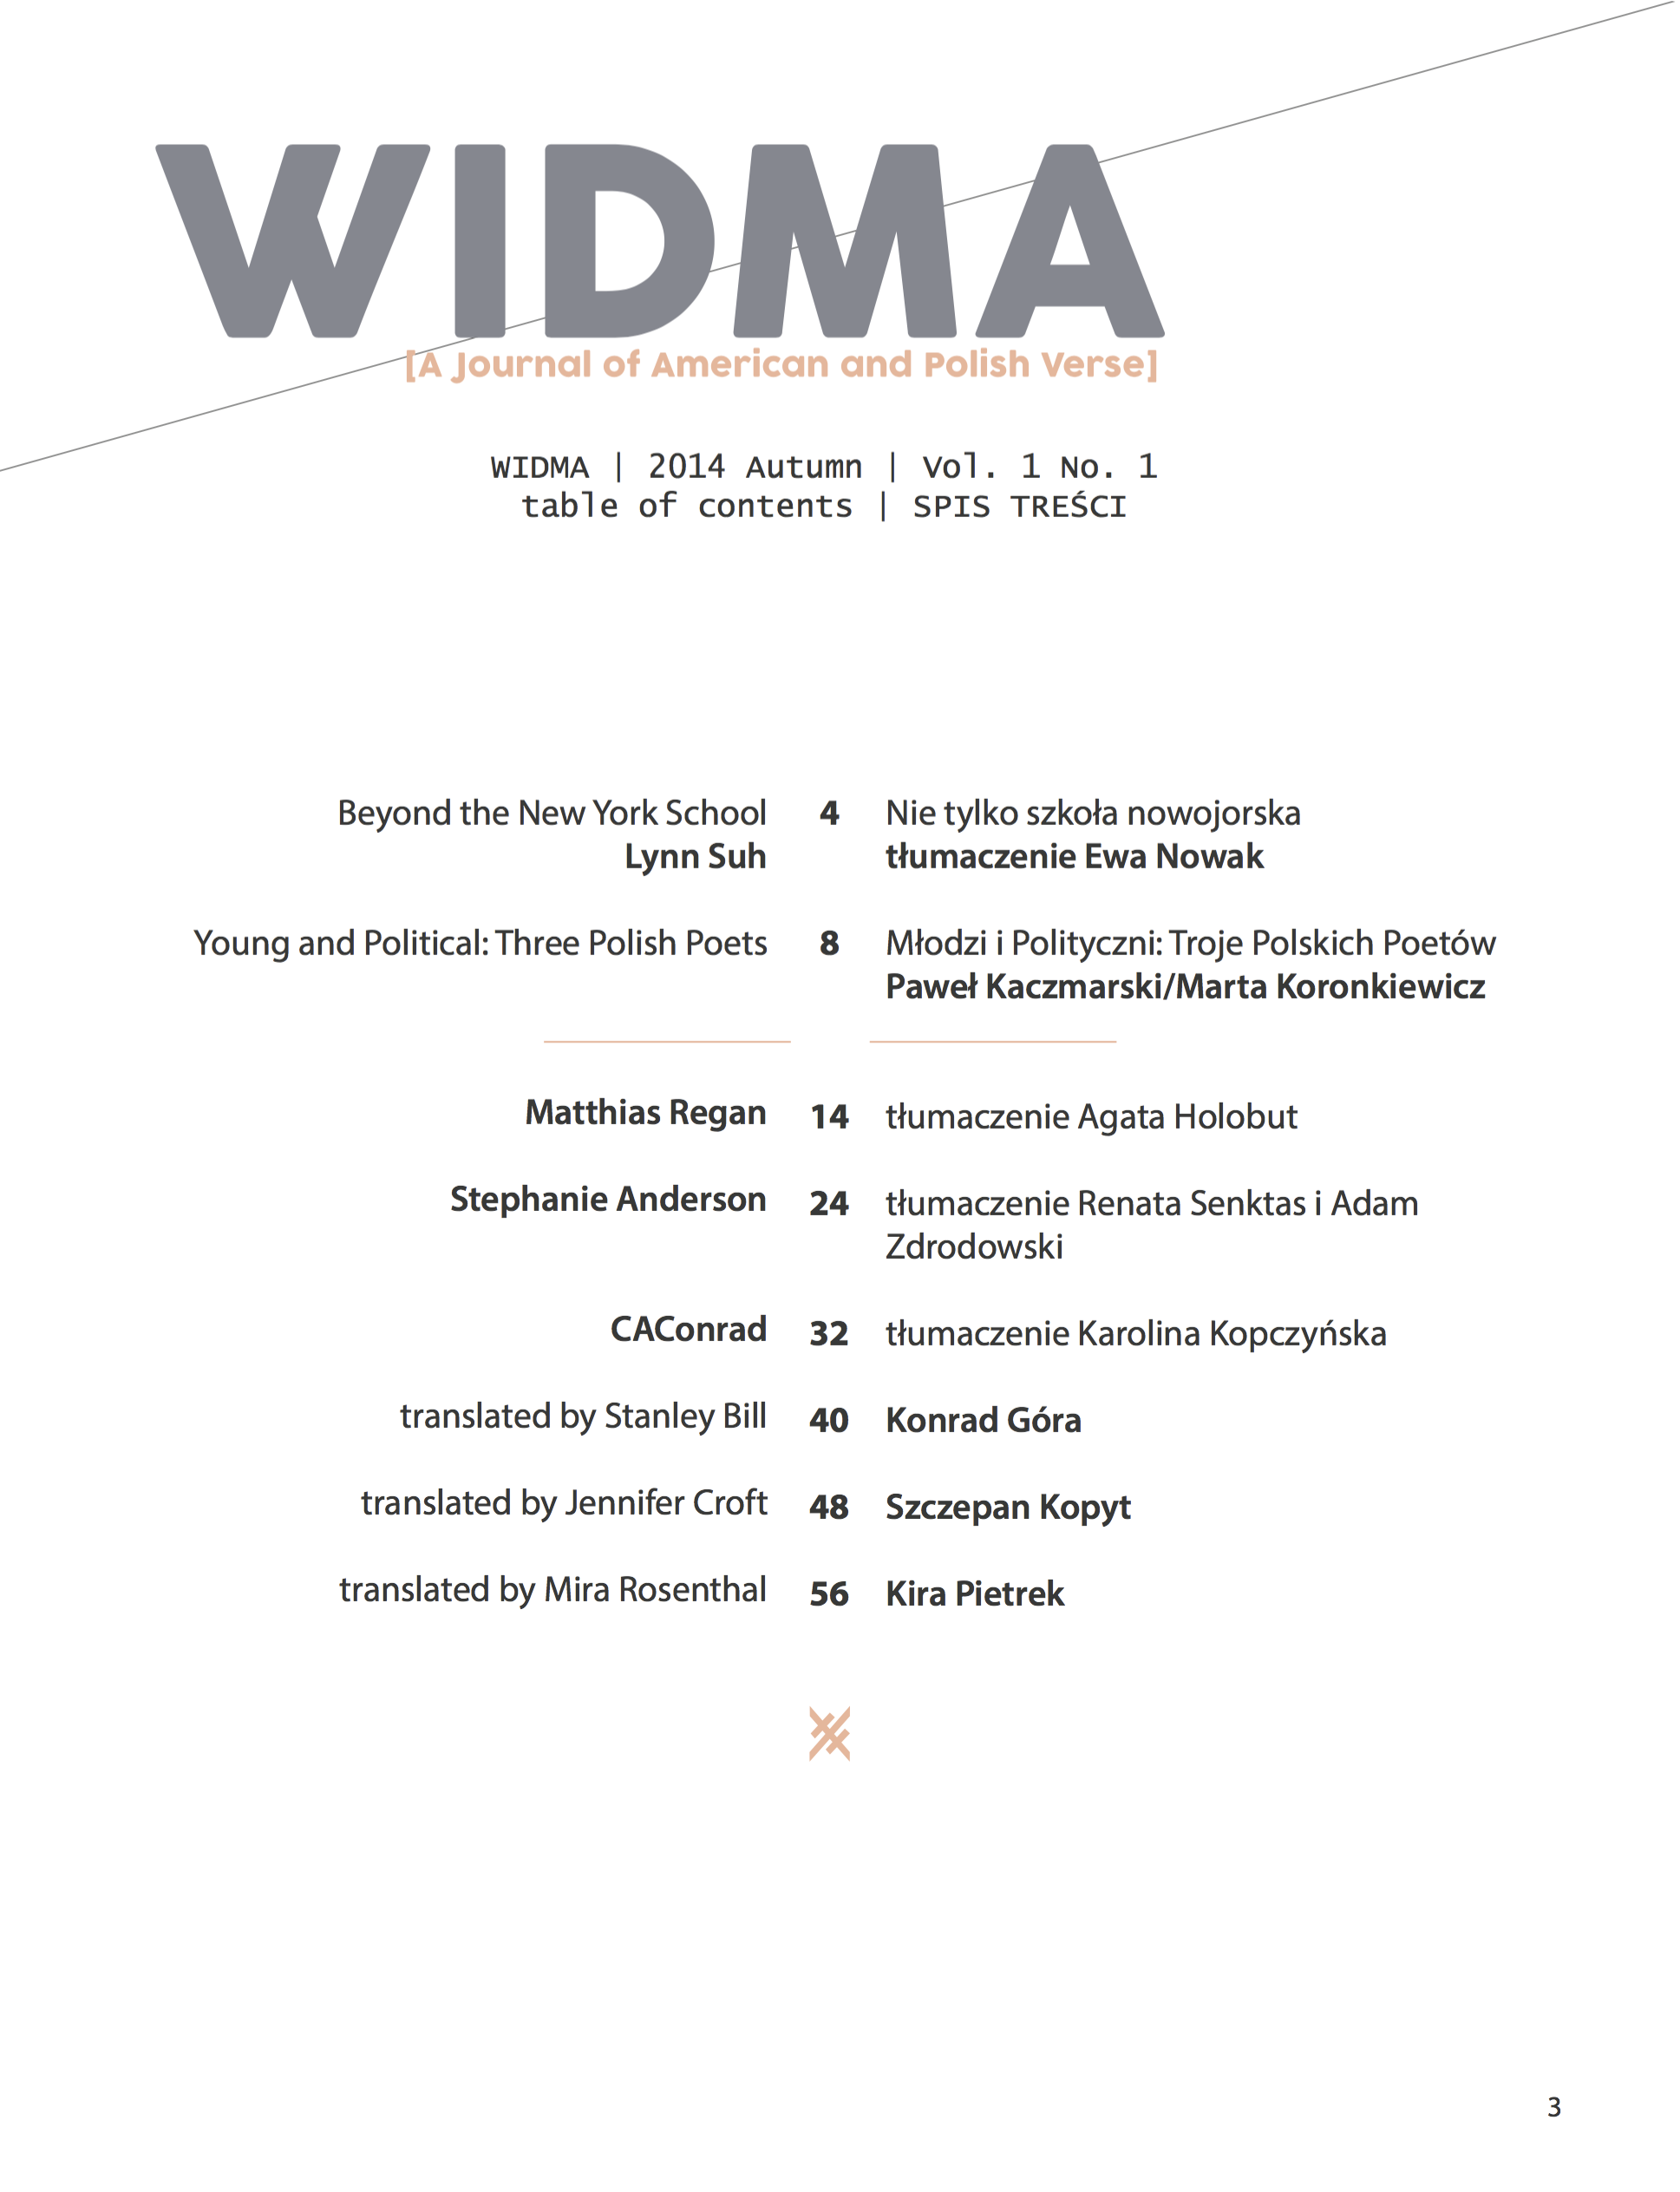 WIDMA
[A Journal of American and Polish Verse]
WIDMA | 2014 Autumn | Vol. 1 No. 1
table of contents | SPIS TREŚCI
Beyond the New York School 4 Nie tylko szkoła nowojorska
Lynn Suh tłumaczenie Ewa Nowak
Young and Political: Three Polish Poets 8 Młodzi i Polityczni: Troje Polskich Poetów
Paweł Kaczmarski/Marta Koronkiewicz
Matthias Regan 14 tłumaczenie Agata Holobut
Stephanie Anderson 24 tłumaczenie Renata Senktas i Adam
Zdrodowski
CAConrad 32 tłumaczenie Karolina Kopczyńska
translated by Stanley Bill 40 Konrad Góra
translated by Jennifer Croft 48 Szczepan Kopyt
translated by Mira Rosenthal 56 Kira Pietrek
3